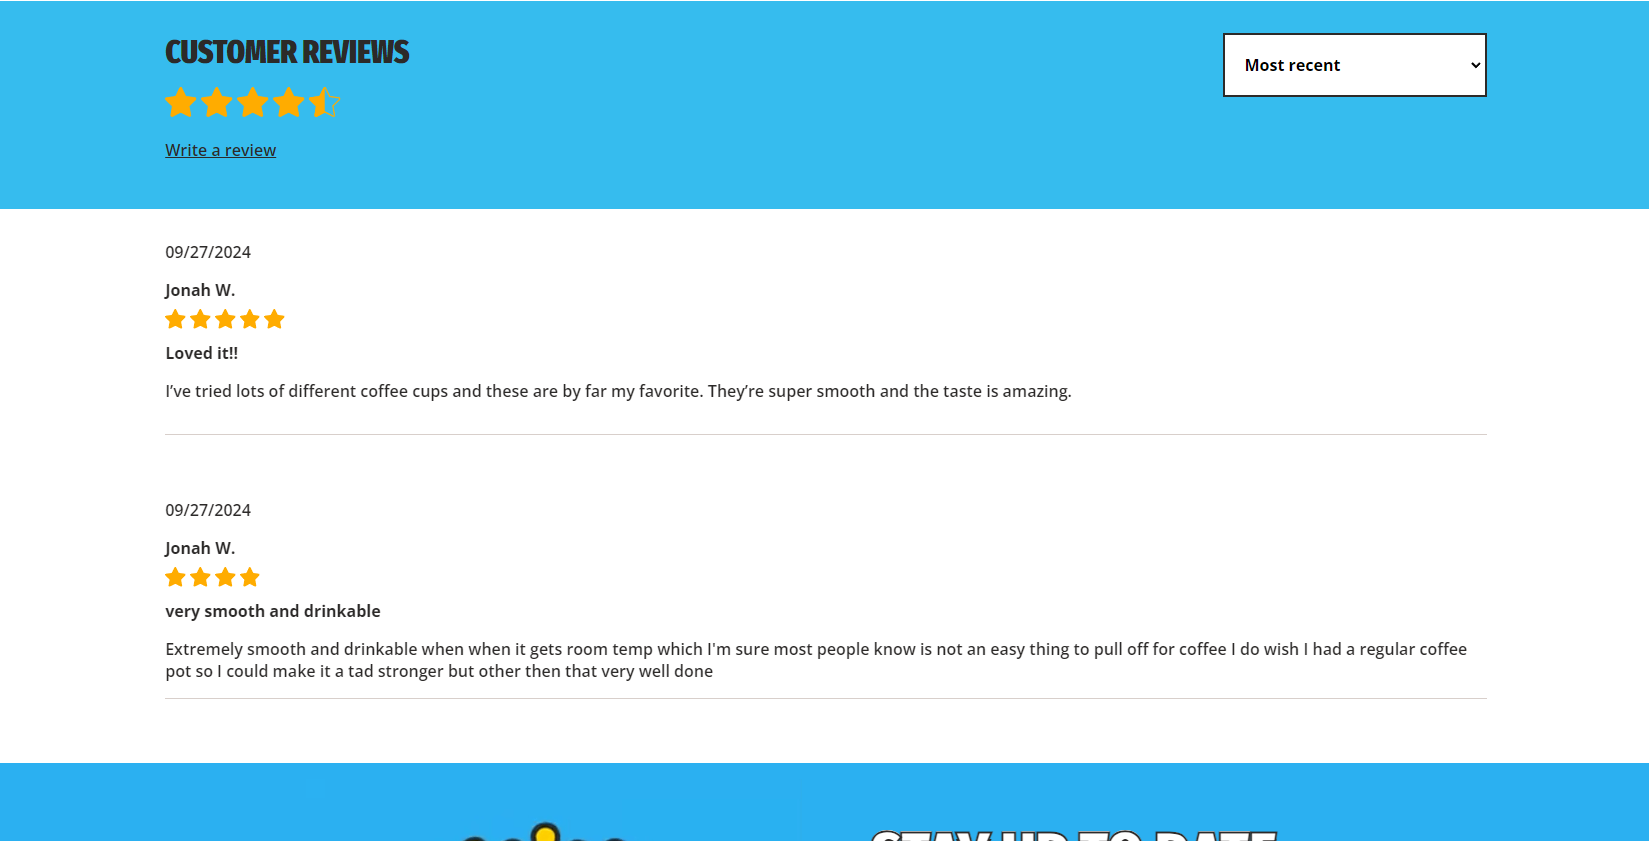 CUSTOMER REVIEWS
Most recent
Write a review
09/27/2024
Jonah W.
Loved it!!
I’ve tried lots of different coffee cups and these are by far my favorite. They’re super smooth and the taste is amazing.
09/27/2024
Jonah W.
very smooth and drinkable
Extremely smooth and drinkable when when it gets room temp which I'm sure most people know is not an easy thing to pull off for coffee I do wish I had a regular coffee
pot so I could make it a tad stronger but other then that very well done
STAY UP TO DATE